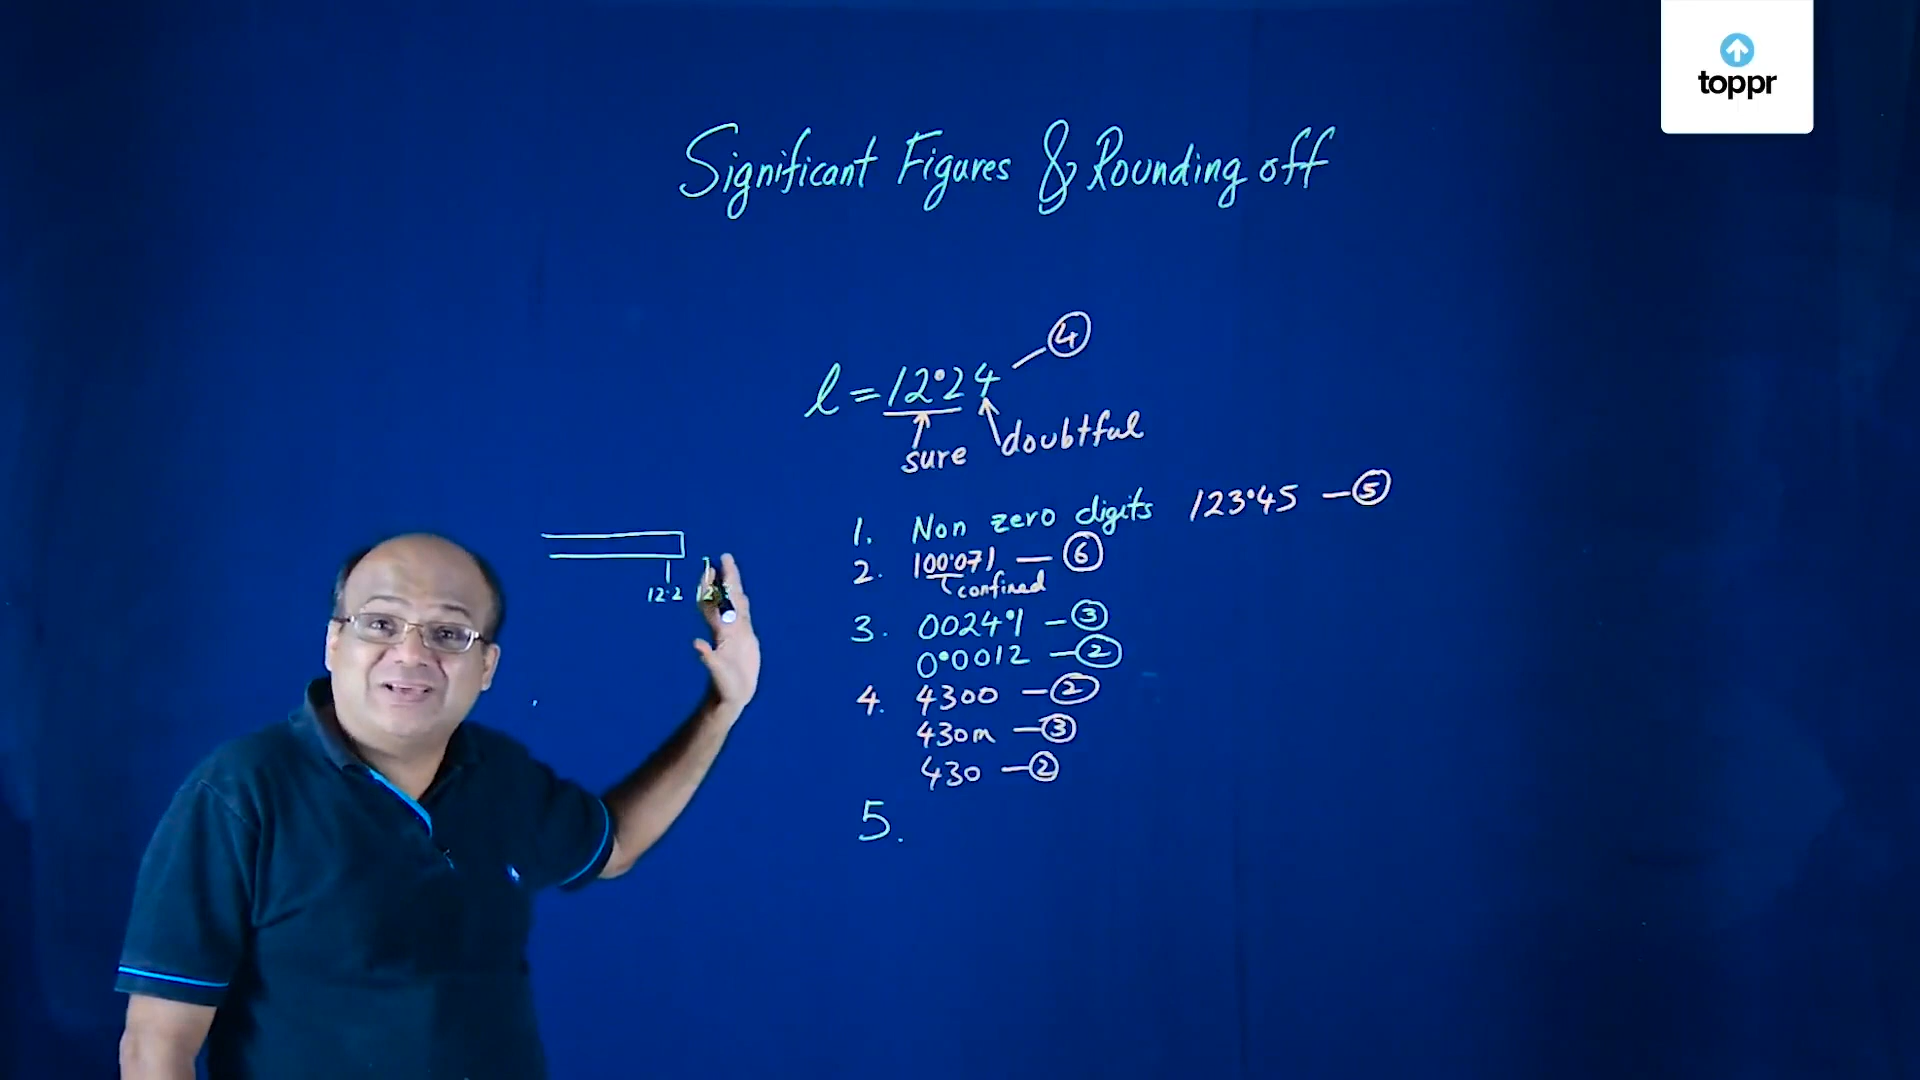 toppr
Significant Figures & Rounding off
4
l = 12.24
sure doubtful
1. Non zero digits 123.45 – 5
2. 100.071 – 6
confined
3. 0024.1 – 3
0.0012 – 2
4. 4300 – 2
430m – 3
430 – 2
5.
12.2 12